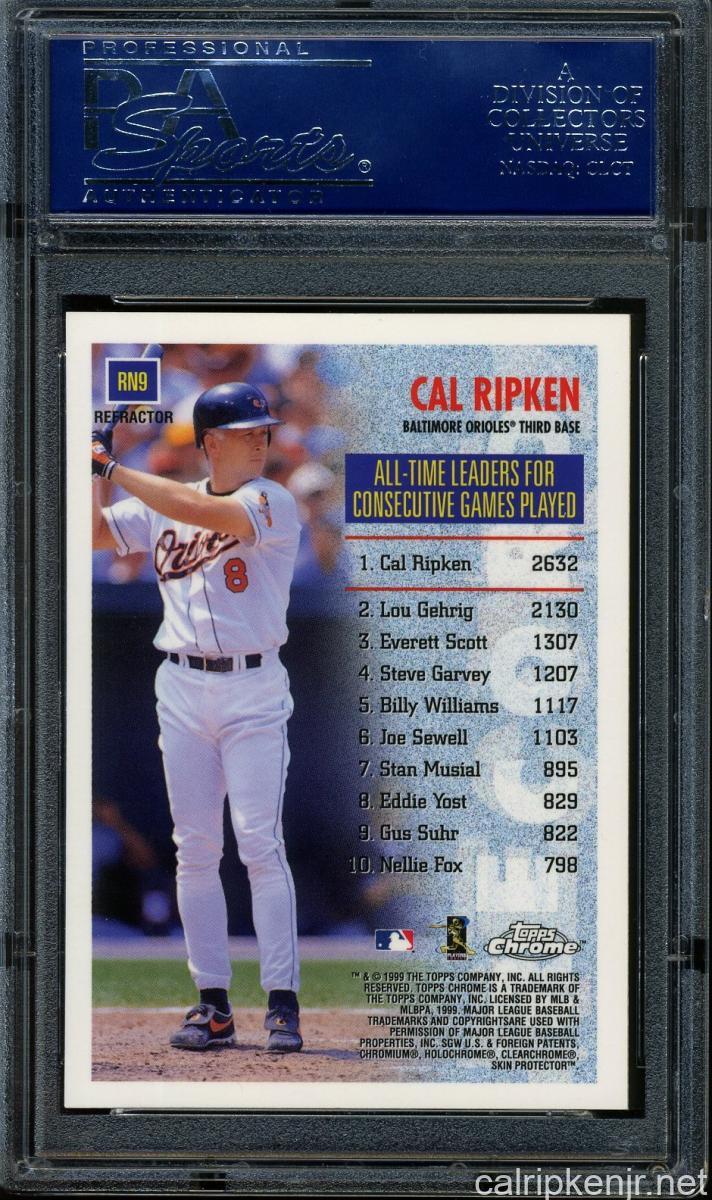 PROFESSIONAL
PSA
Sports®
AUTHENTICATOR
A
DIVISION OF
COLLECTORS
UNIVERSE
NASDAQ: CLCT
RN9
REFRACTOR
CAL RIPKEN
BALTIMORE ORIOLES® THIRD BASE
ALL-TIME LEADERS FOR
CONSECUTIVE GAMES PLAYED
1. Cal Ripken 2632
2. Lou Gehrig 2130
3. Everett Scott 1307
4. Steve Garvey 1207
5. Billy Williams 1117
6. Joe Sewell 1103
7. Stan Musial 895
8. Eddie Yost 829
9. Gus Suhr 822
10. Nellie Fox 798
8
topps
Chrome™
™ & © 1999 THE TOPPS COMPANY, INC. ALL RIGHTS
RESERVED. TOPPS CHROME IS A TRADEMARK OF
THE TOPPS COMPANY, INC. LICENSED BY MLB &
MLBPA, 1999. MAJOR LEAGUE BASEBALL
TRADEMARKS AND COPYRIGHTSARE USED WITH
PERMISSION OF MAJOR LEAGUE BASEBALL
PROPERTIES, INC. SGW U.S. & FOREIGN PATENTS,
CHROMIUM®, HOLOCHROME®, CLEARCHROME®,
SKIN PROTECTOR™.
calripkenjr.net